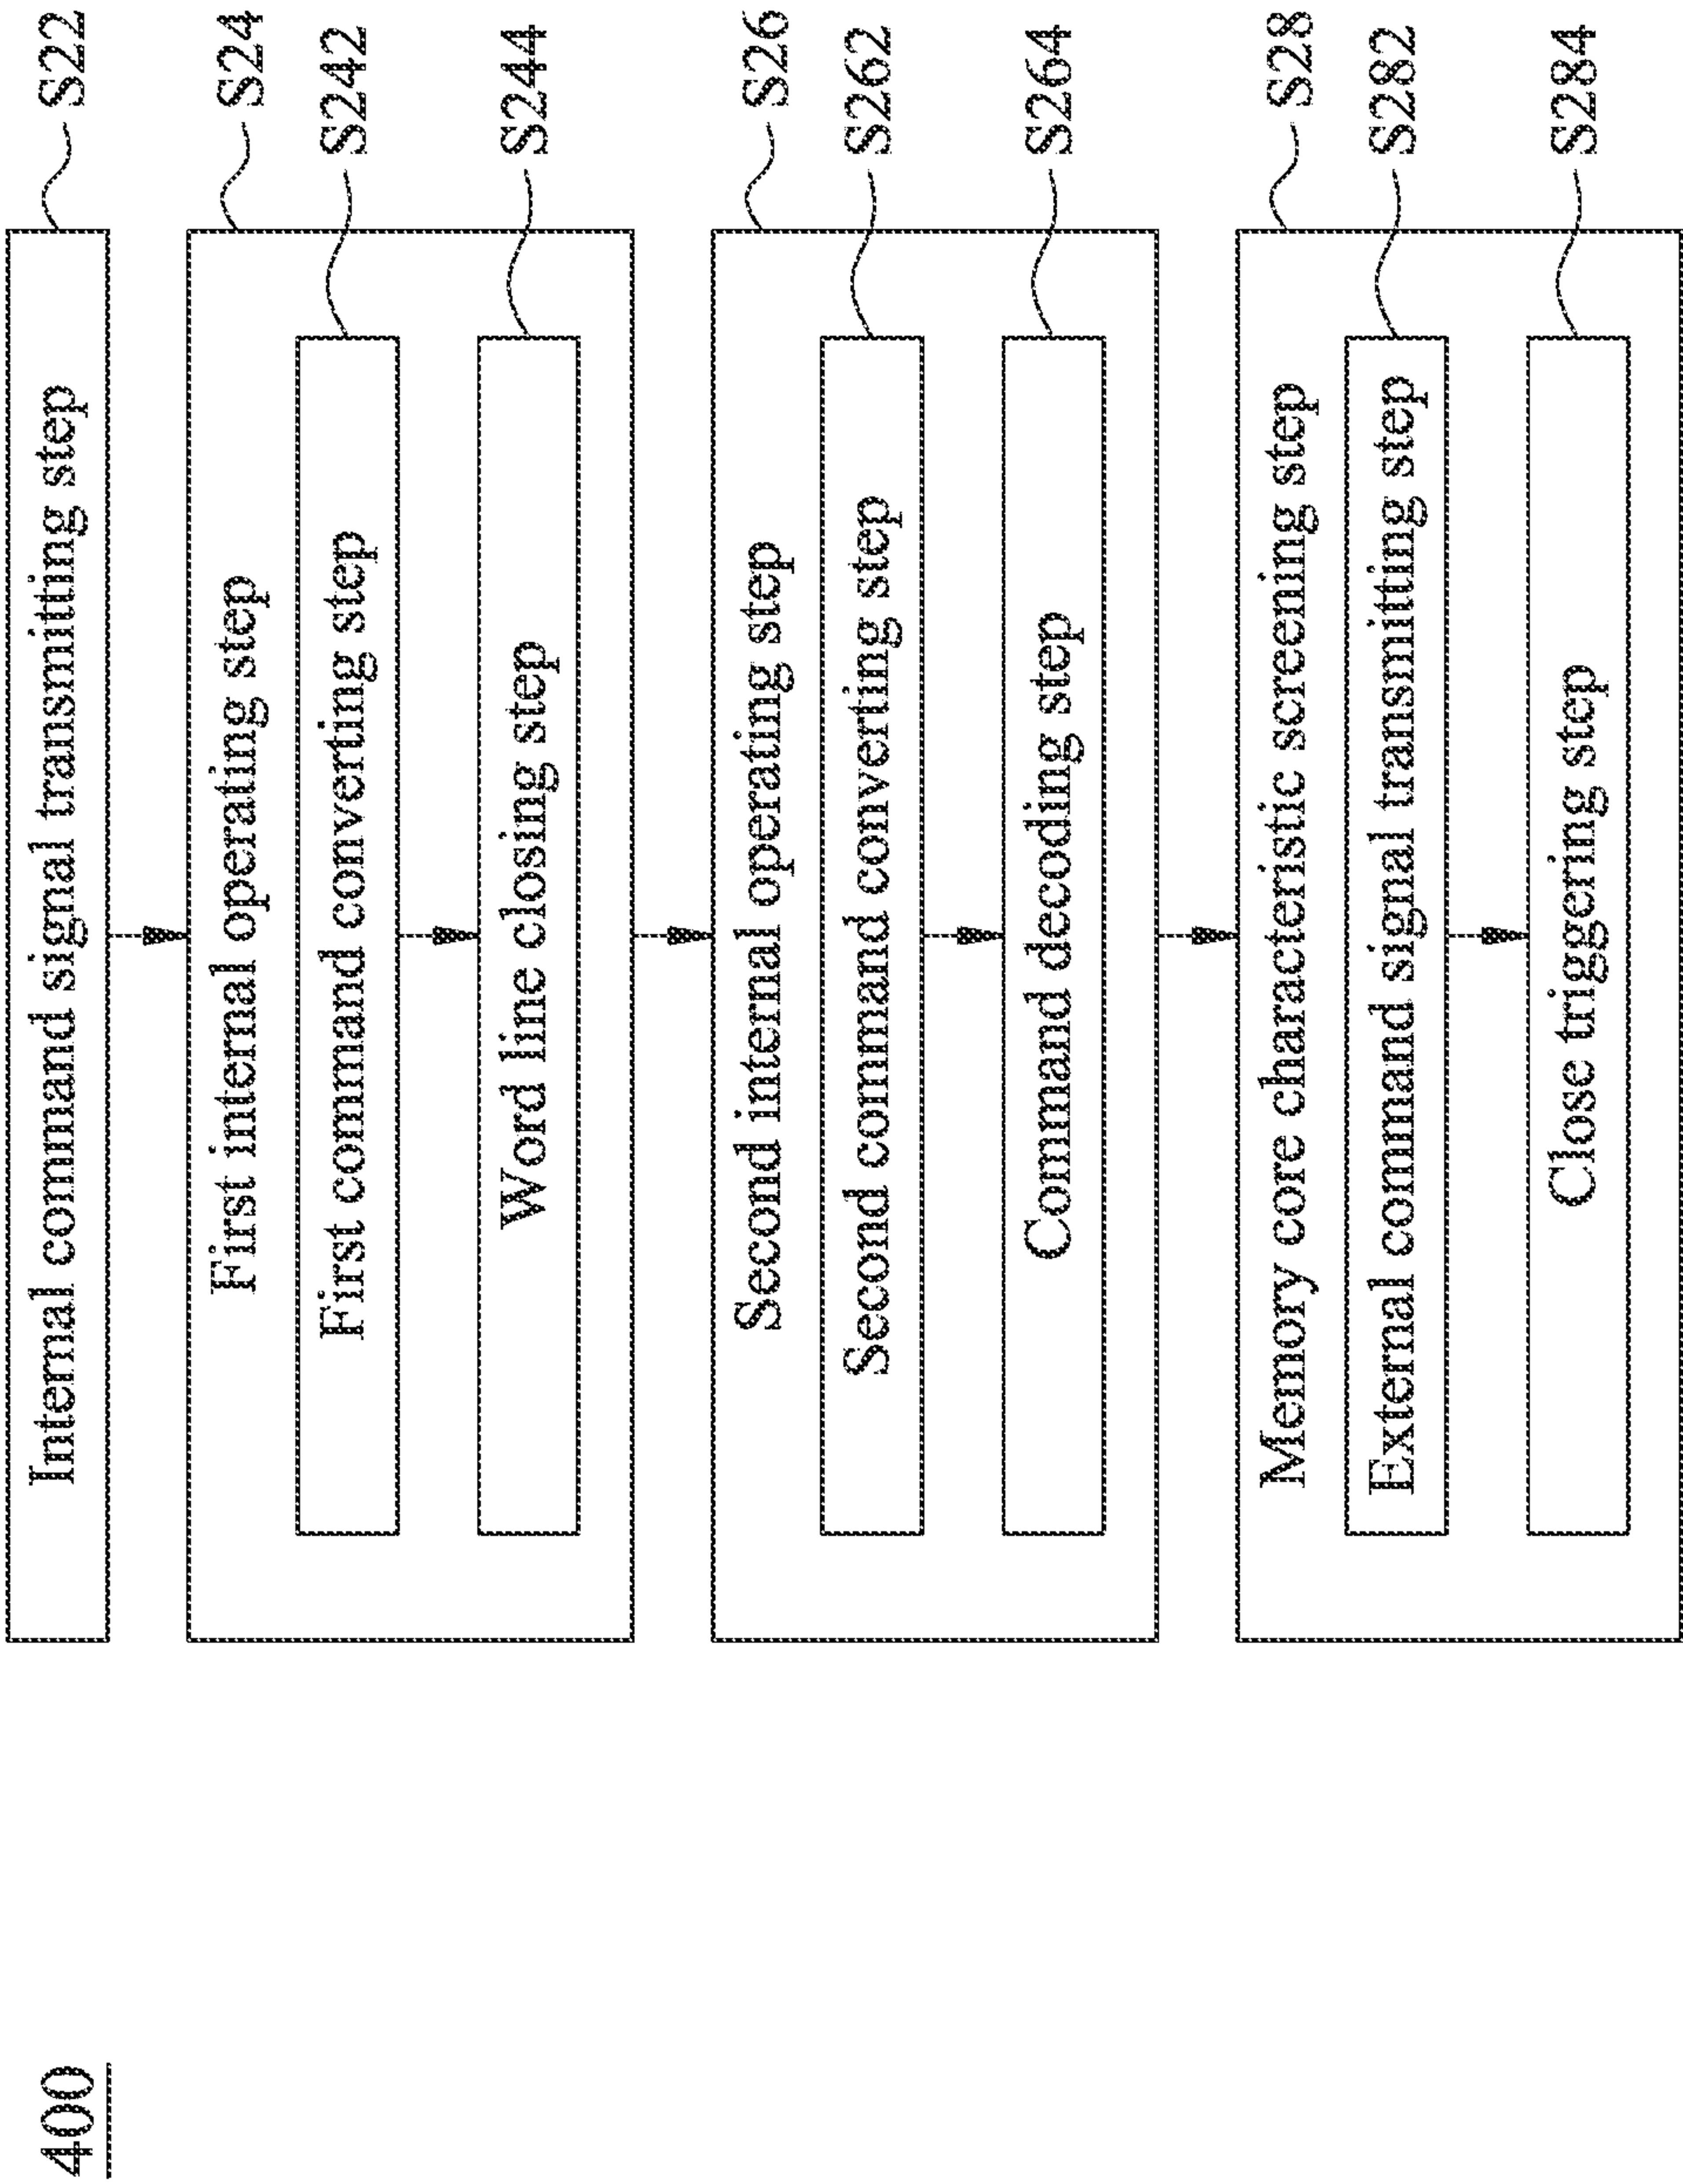 400
Internal command signal transmitting step
S22
First internal operating step
S24
First command converting step
S242
Word line closing step
S244
Second internal operating step
S26
Second command converting step
S262
Command decoding step
S264
Memory core characteristic screening step
S28
External command signal transmitting step
S282
Close triggering step
S284